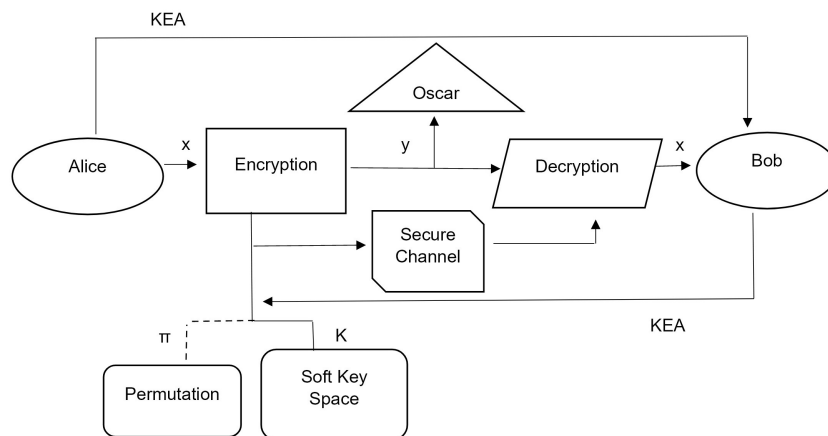 KEA
Oscar
Alice
x
Encryption
y
Decryption
x
Bob
Secure
Channel
KEA
π
K
Permutation
Soft Key
Space